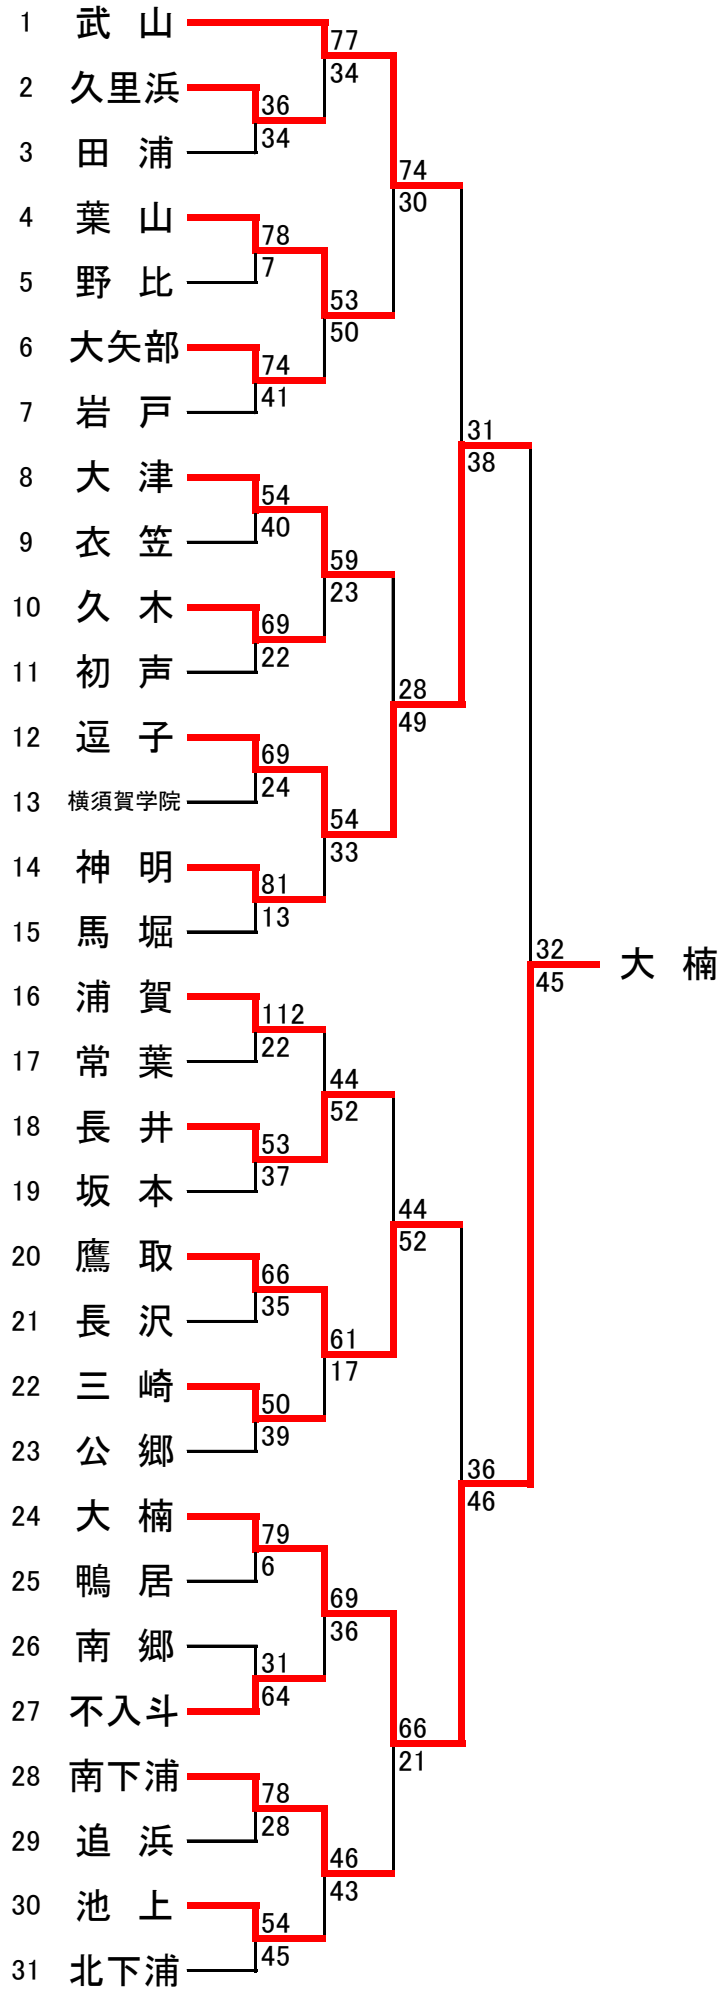 1 武 山
77
34
2 久里浜
36
34
3 田 浦
74
30
4 葉 山
78
7
5 野 比
53
50
6 大矢部
74
41
7 岩 戸
31
38
8 大 津
54
40
9 衣 笠
59
23
10 久 木
69
22
11 初 声
28
49
12 逗 子
69
24
13 横須賀学院
54
33
14 神 明
81
13
15 馬 堀
32
45
大 楠
16 浦 賀
112
22
17 常 葉
44
52
18 長 井
53
37
19 坂 本
44
52
20 鷹 取
66
35
21 長 沢
61
17
22 三 崎
50
39
23 公 郷
36
46
24 大 楠
79
6
25 鴨 居
69
36
26 南 郷
31
64
27 不入斗
66
21
28 南下浦
78
28
29 追 浜
46
43
30 池 上
54
45
31 北下浦